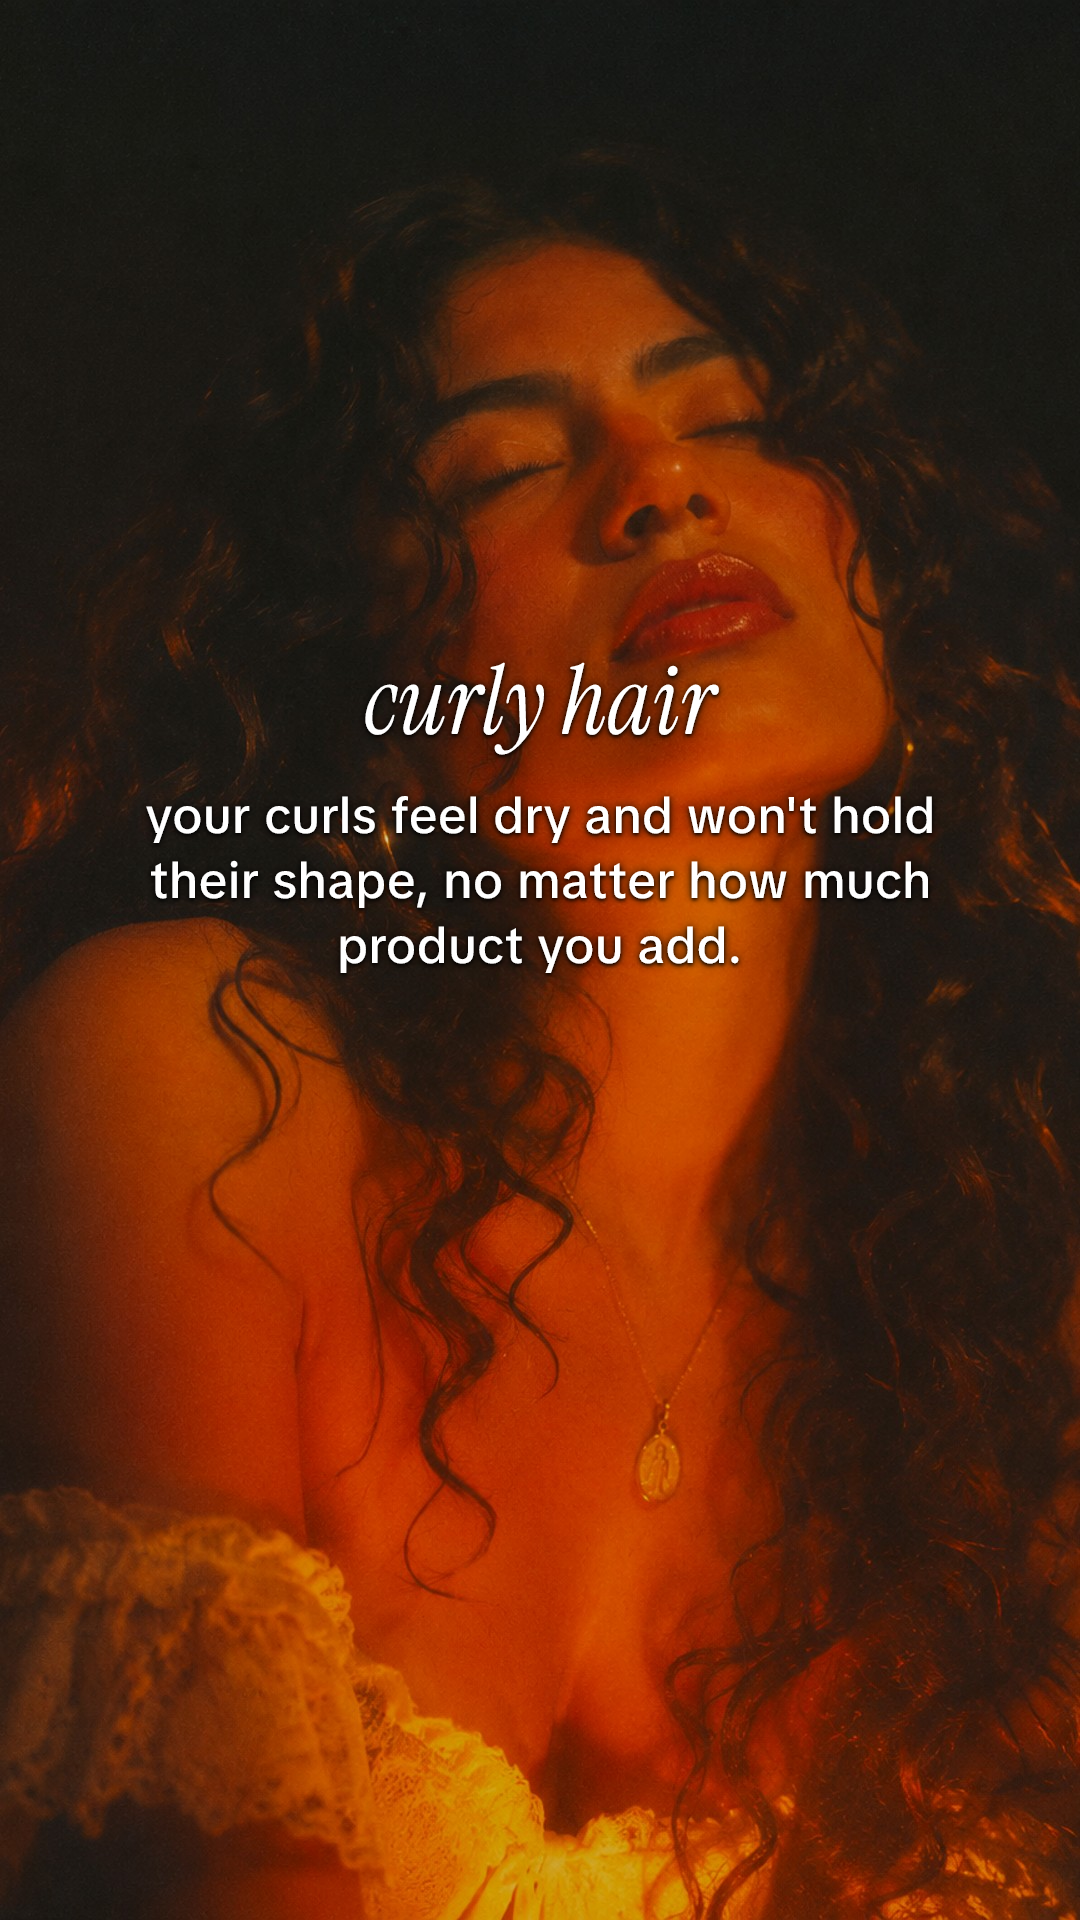 curly hair
your curls feel dry and won't hold
their shape, no matter how much
product you add.